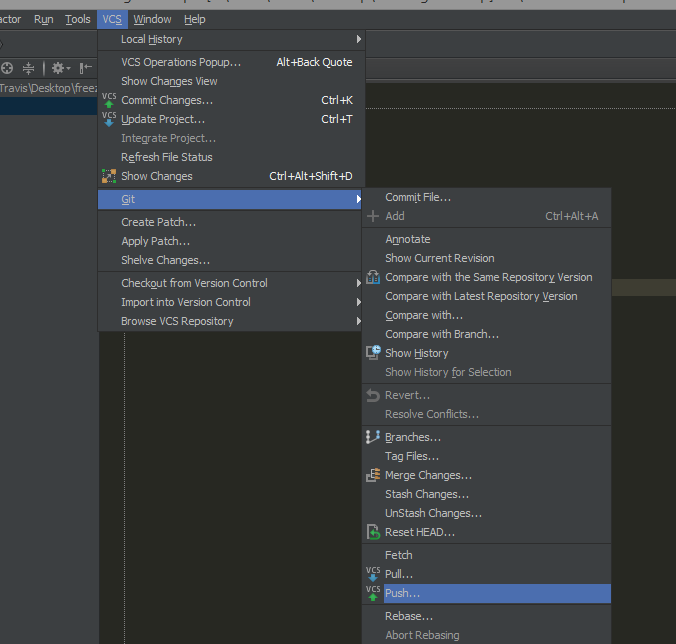 actor Run Tools VCS Window Help
Travis\Desktop\freez
Local History
VCS Operations Popup... Alt+Back Quote
Show Changes View
VCS Commit Changes... Ctrl+K
VCS Update Project... Ctrl+T
Integrate Project...
Refresh File Status
Show Changes Ctrl+Alt+Shift+D
Git
Create Patch...
Apply Patch...
Shelve Changes...
Checkout from Version Control
Import into Version Control
Browse VCS Repository
Commit File...
Add Ctrl+Alt+A
Annotate
Show Current Revision
Compare with the Same Repository Version
Compare with Latest Repository Version
Compare with...
Compare with Branch...
Show History
Show History for Selection
Revert...
Resolve Conflicts...
Branches...
Tag Files...
Merge Changes...
Stash Changes...
UnStash Changes...
Reset HEAD...
Fetch
VCS Pull...
VCS Push...
Rebase...
Abort Rebasing